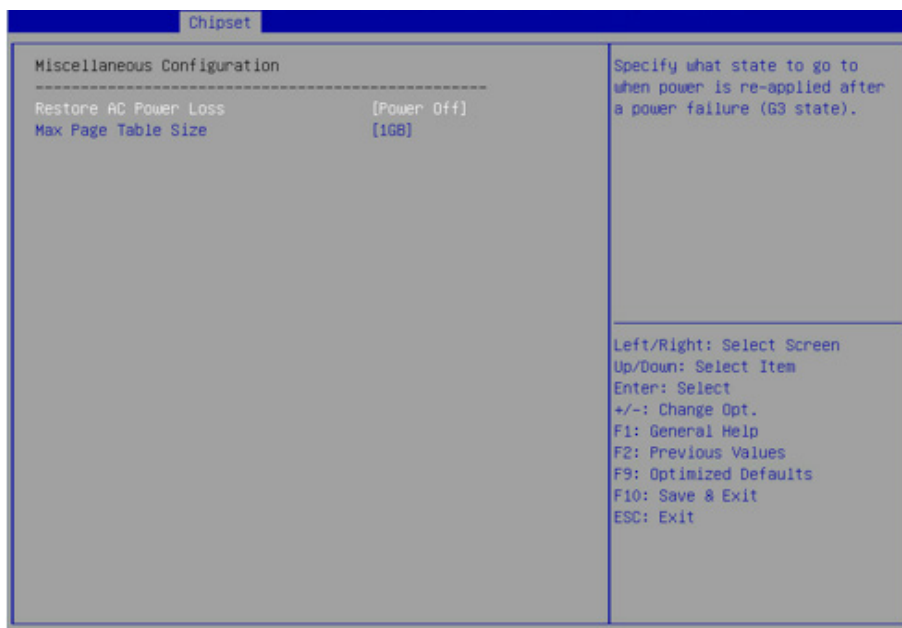 Chipset
Miscellaneous Configuration
--------------------------------------------------
Restore AC Power Loss [Power Off]
Max Page Table Size [1GB]
Specify what state to go to
when power is re-applied after
a power failure (G3 state).
Left/Right: Select Screen
Up/Down: Select Item
Enter: Select
+/-: Change Opt.
F1: General Help
F2: Previous Values
F9: Optimized Defaults
F10: Save & Exit
ESC: Exit